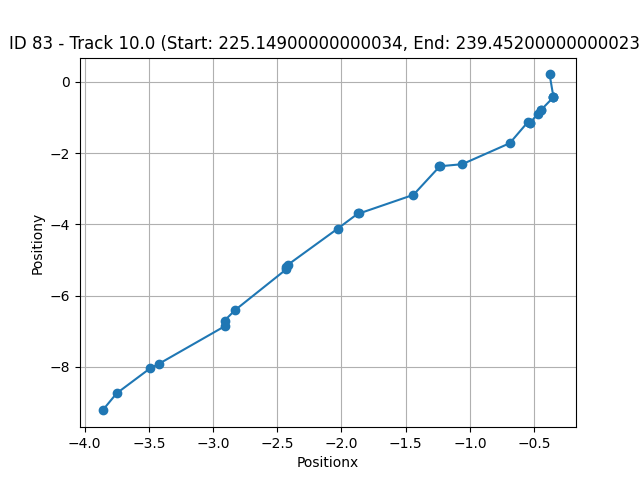 ID 83 - Track 10.0 (Start: 225.14900000000034, End: 239.45200000000023
0
−2
−4
−6
−8
Positiony
−4.0 −3.5 −3.0 −2.5 −2.0 −1.5 −1.0 −0.5
Positionx